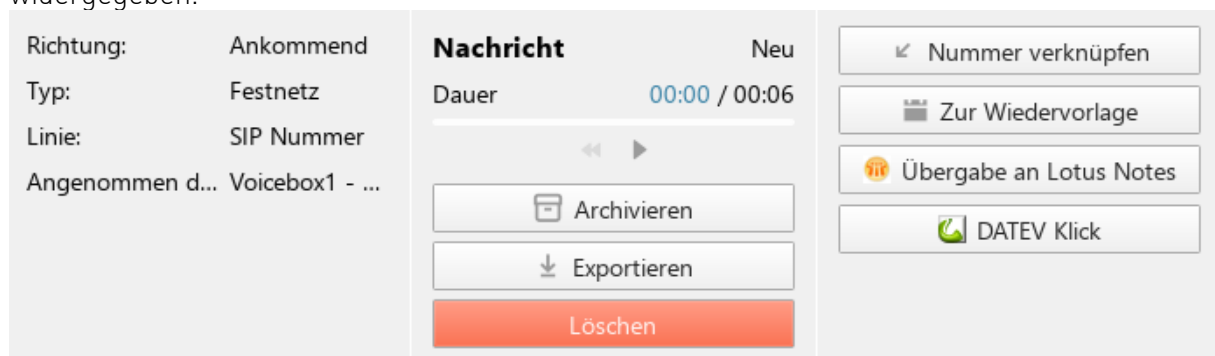 widergegeben.
Richtung: Ankommend
Typ: Festnetz
Linie: SIP Nummer
Angenommen d... Voicebox1 - ...
Nachricht Neu
Dauer 00:00 / 00:06
Archivieren
Exportieren
Löschen
Nummer verknüpfen
Zur Wiedervorlage
Übergabe an Lotus Notes
DATEV Klick